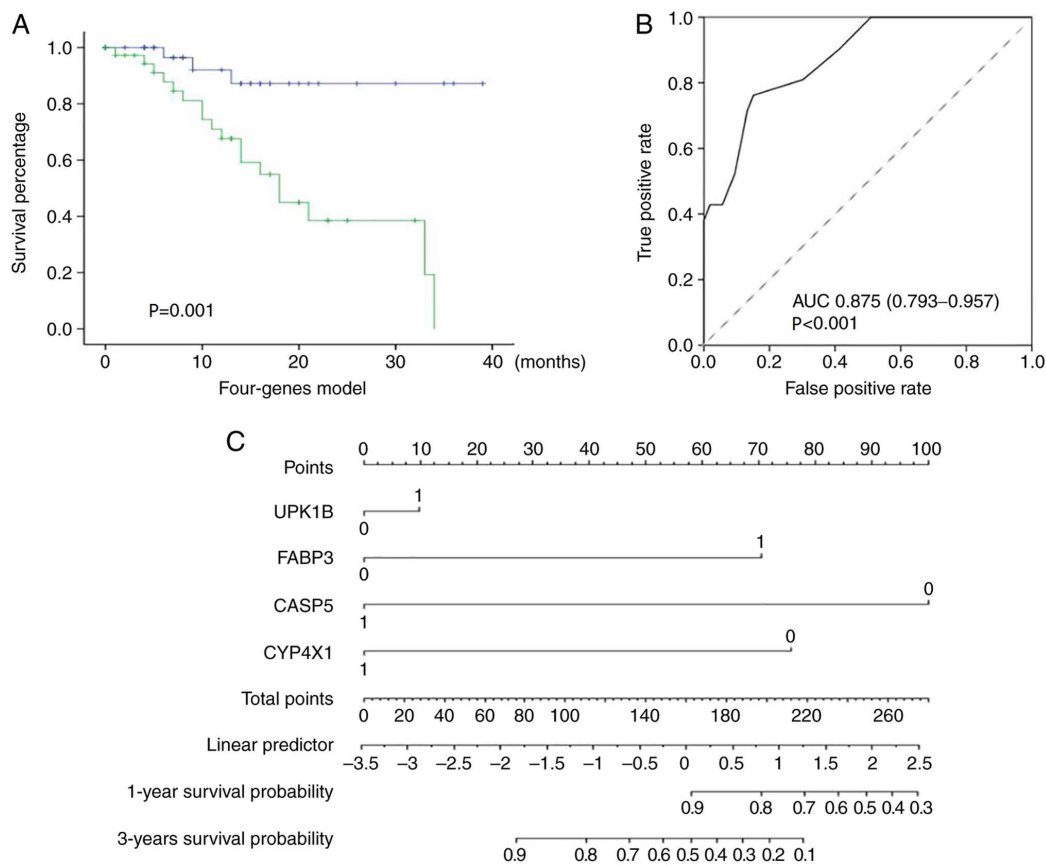 A
1.0
0.8
0.6
0.4
0.2
0.0
Survival percentage
P=0.001
0 10 20 30 40 (months)
Four-genes model
B
1.0
0.8
0.6
0.4
0.2
0.0
True positive rate
AUC 0.875 (0.793–0.957)
P<0.001
0.0 0.2 0.4 0.6 0.8 1.0
False positive rate
C
0 10 20 30 40 50 60 70 80 90 100
Points
1
UPK1B
0
1
FABP3
0
0
CASP5
1
0
CYP4X1
1
Total points
0 20 40 60 80 100 140 180 220 260
Linear predictor
–3.5 –3 –2.5 –2 –1.5 –1 –0.5 0 0.5 1 1.5 2 2.5
1-year survival probability
0.9 0.8 0.7 0.6 0.5 0.4 0.3
3-years survival probability
0.9 0.8 0.7 0.6 0.5 0.4 0.3 0.2 0.1